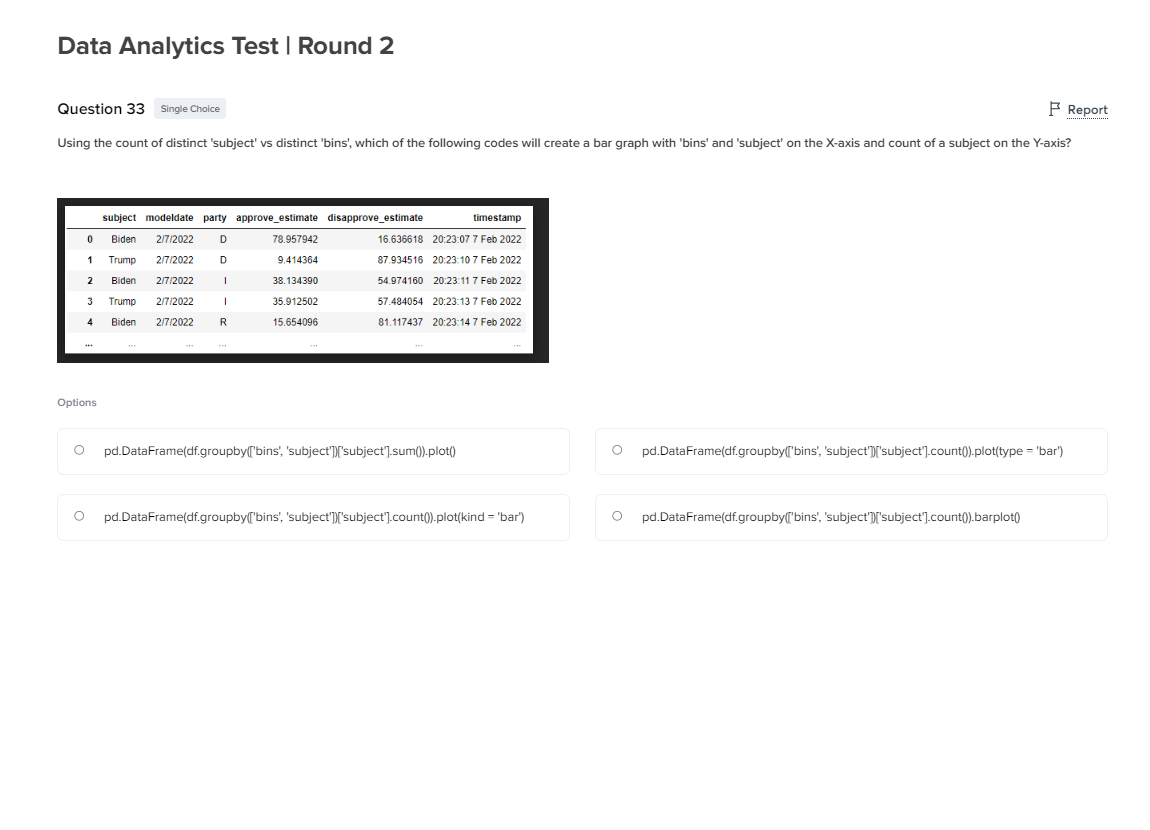 Data Analytics Test | Round 2
Question 33 Single Choice Report
Using the count of distinct 'subject' vs distinct 'bins', which of the following codes will create a bar graph with 'bins' and 'subject' on the X-axis and count of a subject on the Y-axis?
subject modeldate party approve_estimate disapprove_estimate timestamp
0 Biden 2/7/2022 D 78.957942 16.636618 20:23:07 7 Feb 2022
1 Trump 2/7/2022 D 9.414364 87.934516 20:23:10 7 Feb 2022
2 Biden 2/7/2022 I 38.134390 54.974160 20:23:11 7 Feb 2022
3 Trump 2/7/2022 I 35.912502 57.484054 20:23:13 7 Feb 2022
4 Biden 2/7/2022 R 15.654096 81.117437 20:23:14 7 Feb 2022
... ... ... ... ... ... ...
Options
pd.DataFrame(df.groupby(['bins', 'subject'])['subject'].sum()).plot()
pd.DataFrame(df.groupby(['bins', 'subject'])['subject'].count()).plot(type = 'bar')
pd.DataFrame(df.groupby(['bins', 'subject'])['subject'].count()).plot(kind = 'bar')
pd.DataFrame(df.groupby(['bins', 'subject'])['subject'].count()).barplot()